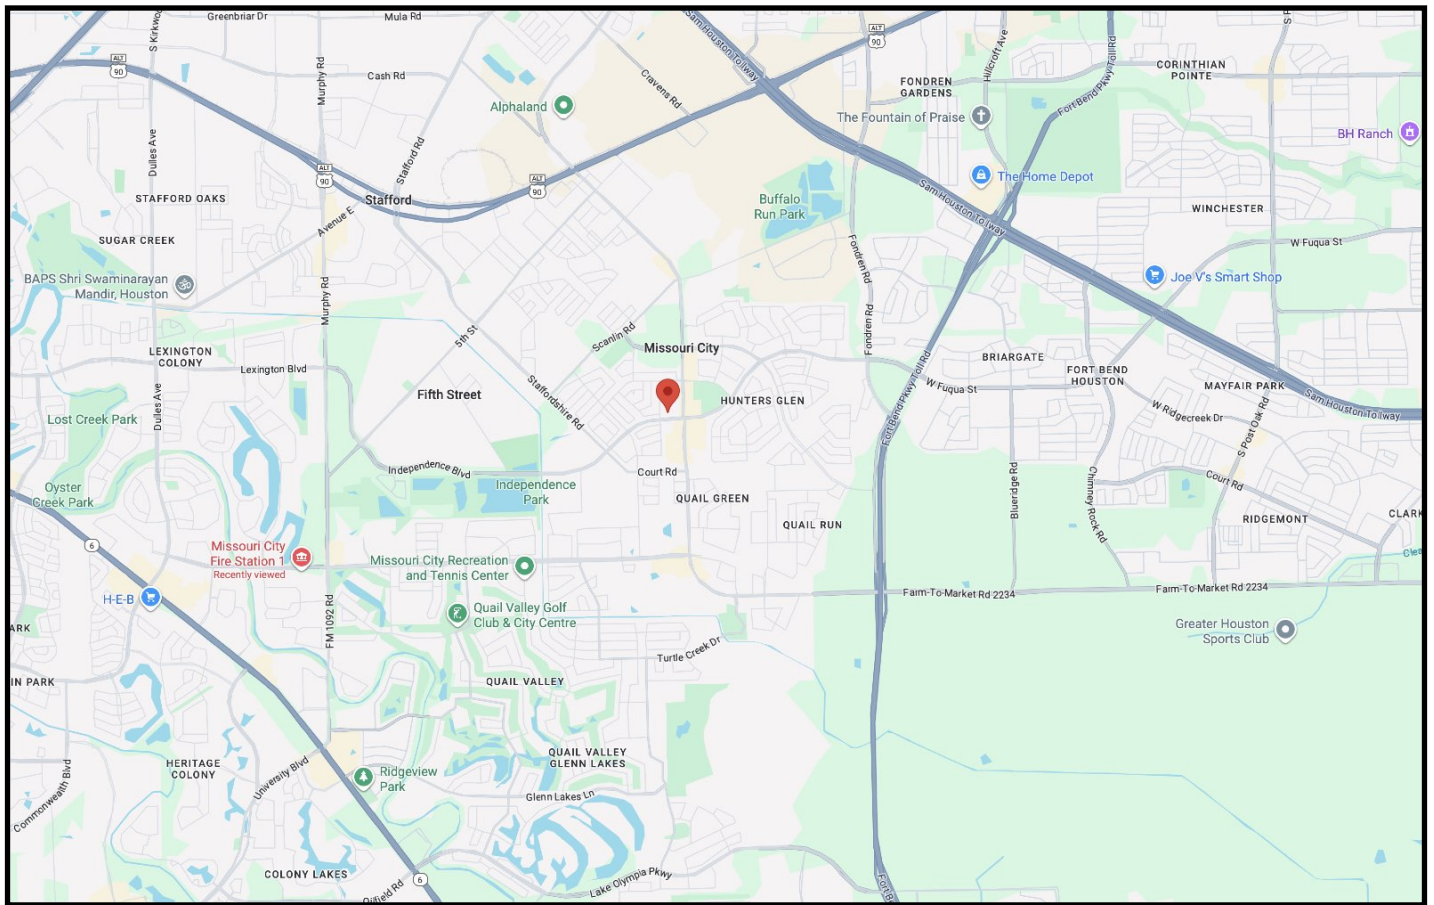 Greenbriar Dr
Mula Rd
S Kirkwoo
Sam Houston Tollway
ALT
90
Hillcroft Ave
Fort Bend Pkwy Toll Rd
ALT
90
Murphy Rd
Cash Rd
Cravens Rd
FONDREN
GARDENS
CORINTHIAN
POINTE
Alphaland
The Fountain of Praise
Fort Bend Pkwy Toll Rd
BH Ranch
Dulles Ave
Stafford Rd
ALT
90
ALT
90
The Home Depot
STAFFORD OAKS
Stafford
Buffalo
Run Park
Sam Houston Tollway
WINCHESTER
Avenue E
SUGAR CREEK
W Fuqua St
Fondren Rd
BAPS Shri Swaminarayan
Mandir, Houston
Joe V's Smart Shop
Murphy Rd
5th St
Scanlin Rd
Fondren Rd
Missouri City
LEXINGTON
COLONY
Lexington Blvd
BRIARGATE
FORT BEND
HOUSTON
W Fuqua St
MAYFAIR PARK
Dulles Ave
Fifth Street
Staffordshire Rd
HUNTERS GLEN
Fort Bend Pkwy Toll Rd
Sam Houston Tollway
Lost Creek Park
W Ridgecreek Dr
S Post Oak Rd
Independence Blvd
Court Rd
Oyster
Creek Park
Independence
Park
QUAIL GREEN
Blueridge Rd
Chimney Rock Rd
Court Rd
QUAIL RUN
RIDGEMONT
CLARK
6
Missouri City
Fire Station 1
Recently viewed
Missouri City Recreation
and Tennis Center
Clea
H-E-B
Farm-To-Market Rd 2234
Farm-To-Market Rd 2234
FM 1092 Rd
Quail Valley Golf
Club & City Centre
ARK
Greater Houston
Sports Club
Turtle Creek Dr
IN PARK
QUAIL VALLEY
HERITAGE
COLONY
University Blvd
QUAIL VALLEY
GLENN LAKES
Ridgeview
Park
Commonwealth Blvd
Glenn Lakes Ln
COLONY LAKES
6
Lake Olympia Pkwy
Fort Be